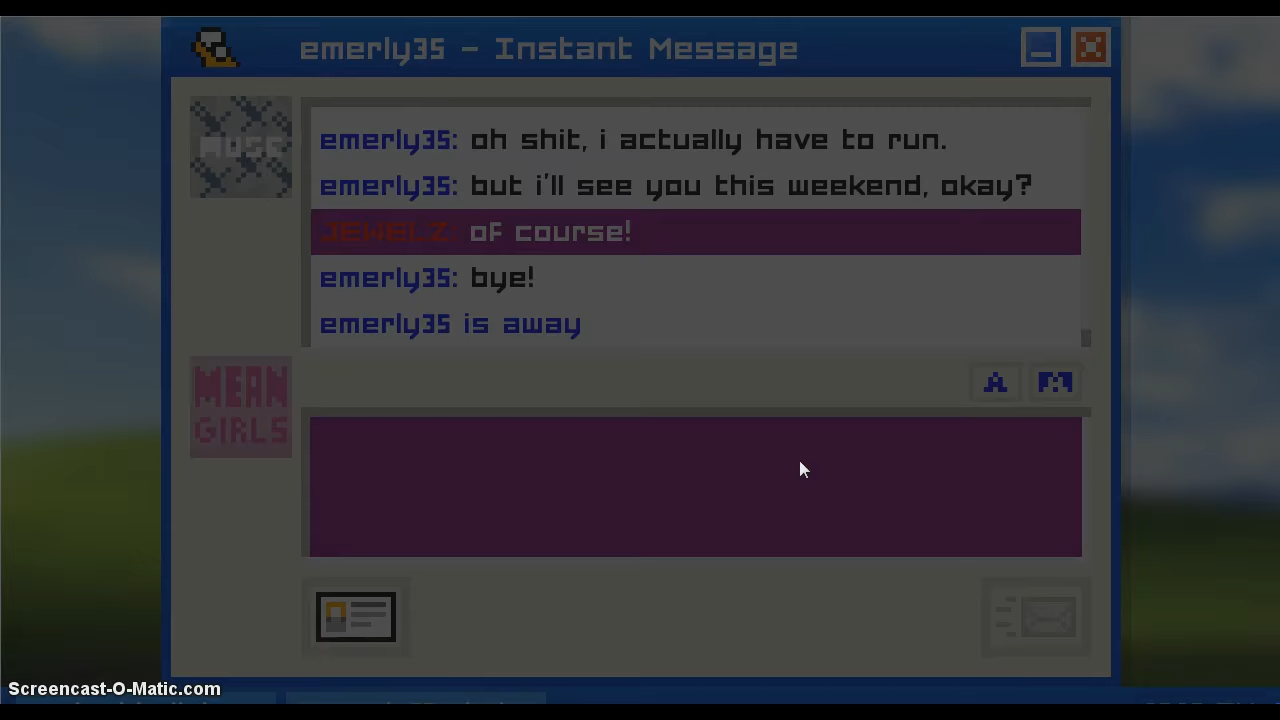 emerly35 - Instant Message
MUSE
emerly35: oh shit, i actually have to run.
emerly35: but i'll see you this weekend, okay?
JEWELZ: of course!
emerly35: bye!
emerly35 is away
MEAN
GIRLS
A A
Screencast-O-Matic.com